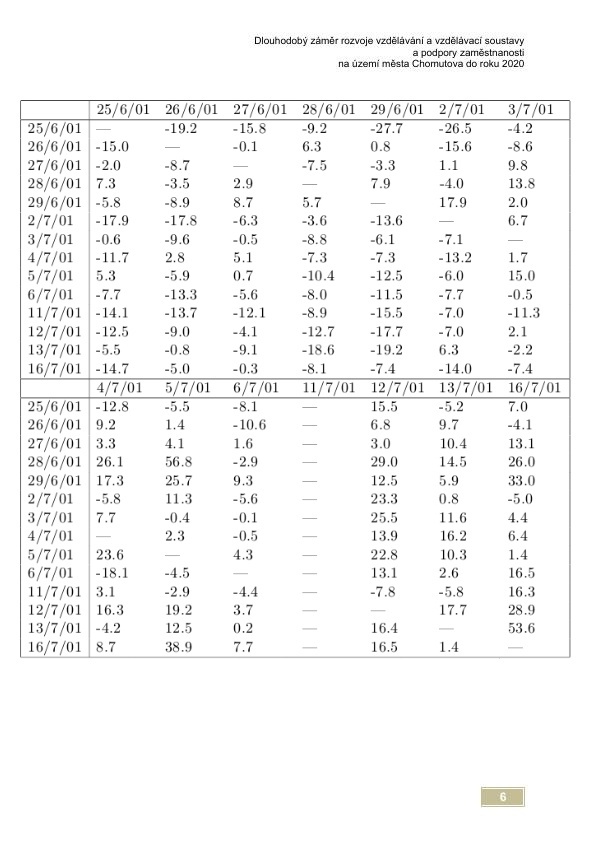 Dlouhodobý záměr rozvoje vzdělávání a vzdělávací soustavy
a podpory zaměstnanosti
na území města Chomutova do roku 2020
25/6/01 26/6/01 27/6/01 28/6/01 29/6/01 2/7/01 3/7/01
25/6/01 — -19.2 -15.8 -9.2 -27.7 -26.5 -4.2
26/6/01 -15.0 — -0.1 6.3 0.8 -15.6 -8.6
27/6/01 -2.0 -8.7 — -7.5 -3.3 1.1 9.8
28/6/01 7.3 -3.5 2.9 — 7.9 -4.0 13.8
29/6/01 -5.8 -8.9 8.7 5.7 — 17.9 2.0
2/7/01 -17.9 -17.8 -6.3 -3.6 -13.6 — 6.7
3/7/01 -0.6 -9.6 -0.5 -8.8 -6.1 -7.1 —
4/7/01 -11.7 2.8 5.1 -7.3 -7.3 -13.2 1.7
5/7/01 5.3 -5.9 0.7 -10.4 -12.5 -6.0 15.0
6/7/01 -7.7 -13.3 -5.6 -8.0 -11.5 -7.7 -0.5
11/7/01 -14.1 -13.7 -12.1 -8.9 -15.5 -7.0 -11.3
12/7/01 -12.5 -9.0 -4.1 -12.7 -17.7 -7.0 2.1
13/7/01 -5.5 -0.8 -9.1 -18.6 -19.2 6.3 -2.2
16/7/01 -14.7 -5.0 -0.3 -8.1 -7.4 -14.0 -7.4
4/7/01 5/7/01 6/7/01 11/7/01 12/7/01 13/7/01 16/7/01
25/6/01 -12.8 -5.5 -8.1 — 15.5 -5.2 7.0
26/6/01 9.2 1.4 -10.6 — 6.8 9.7 -4.1
27/6/01 3.3 4.1 1.6 — 3.0 10.4 13.1
28/6/01 26.1 56.8 -2.9 — 29.0 14.5 26.0
29/6/01 17.3 25.7 9.3 — 12.5 5.9 33.0
2/7/01 -5.8 11.3 -5.6 — 23.3 0.8 -5.0
3/7/01 7.7 -0.4 -0.1 — 25.5 11.6 4.4
4/7/01 — 2.3 -0.5 — 13.9 16.2 6.4
5/7/01 23.6 — 4.3 — 22.8 10.3 1.4
6/7/01 -18.1 -4.5 — — 13.1 2.6 16.5
11/7/01 3.1 -2.9 -4.4 — -7.8 -5.8 16.3
12/7/01 16.3 19.2 3.7 — — 17.7 28.9
13/7/01 -4.2 12.5 0.2 — 16.4 — 53.6
16/7/01 8.7 38.9 7.7 — 16.5 1.4 —
6